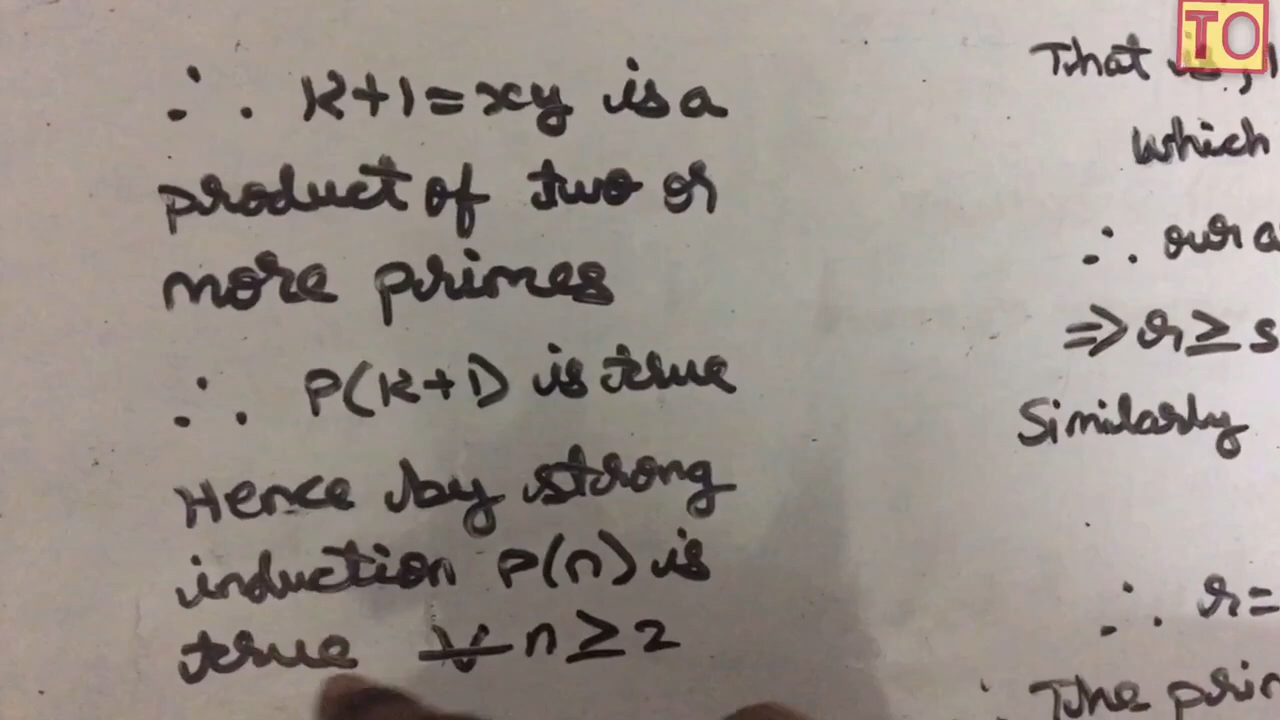 ∴ k+1=xy is a
product of two or
more primes
∴ P(k+1) is true
Hence by strong
induction P(n) is
true ∀ n≥2
TO
That is,
which
∴ our a
⇒ r≥s
Similarly
∴ r=
The prim